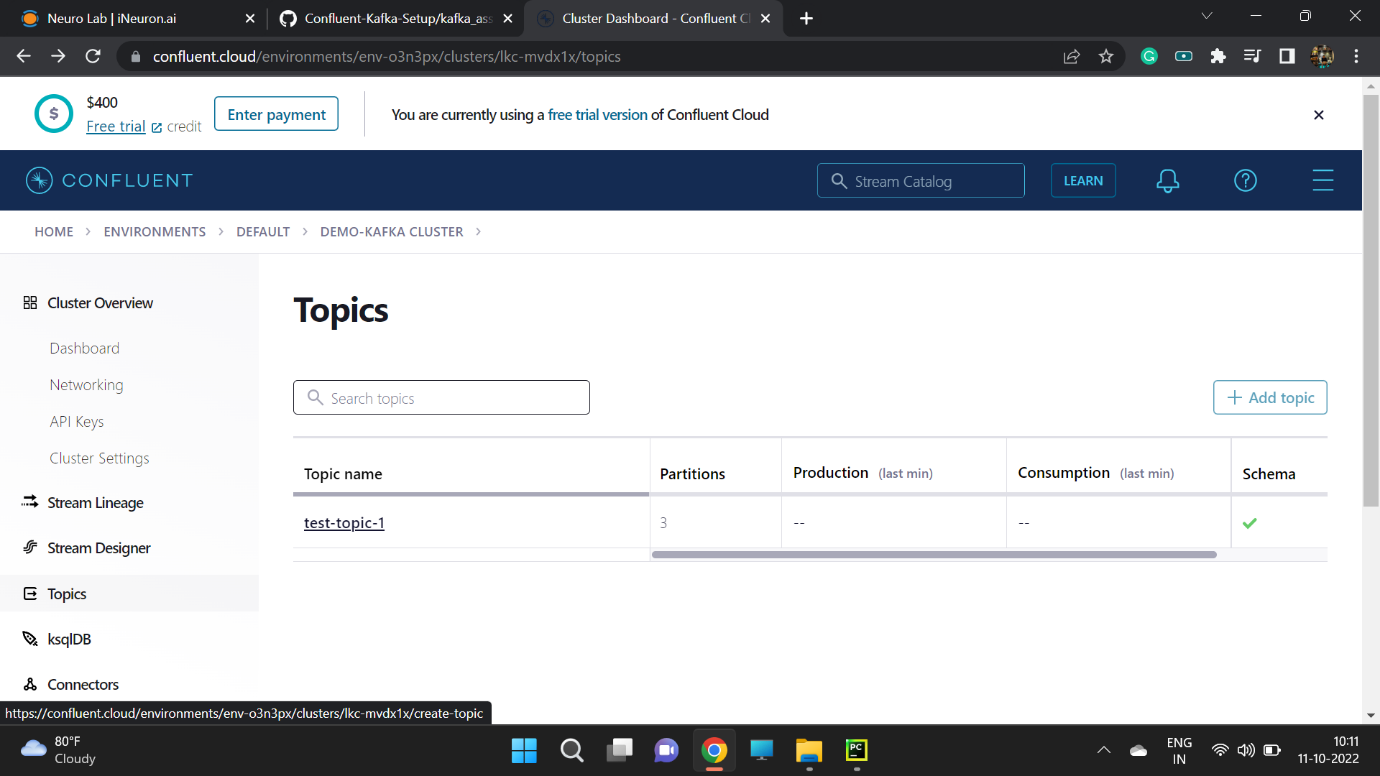 Neuro Lab | iNeuron.ai
Confluent-Kafka-Setup/kafka_ass
Cluster Dashboard - Confluent Cl
confluent.cloud/environments/env-o3n3px/clusters/lkc-mvdx1x/topics
$
$400
Free trial credit
Enter payment
You are currently using a free trial version of Confluent Cloud
CONFLUENT
Stream Catalog
LEARN
?
HOME > ENVIRONMENTS > DEFAULT > DEMO-KAFKA CLUSTER >
Cluster Overview
Dashboard
Networking
API Keys
Cluster Settings
Stream Lineage
Stream Designer
Topics
ksqlDB
Connectors
Topics
Search topics
+ Add topic
Topic name Partitions Production (last min) Consumption (last min) Schema
test-topic-1 3 -- --
https://confluent.cloud/environments/env-o3n3px/clusters/lkc-mvdx1x/create-topic
80°F
Cloudy
PC
ENG
IN
10:11
11-10-2022